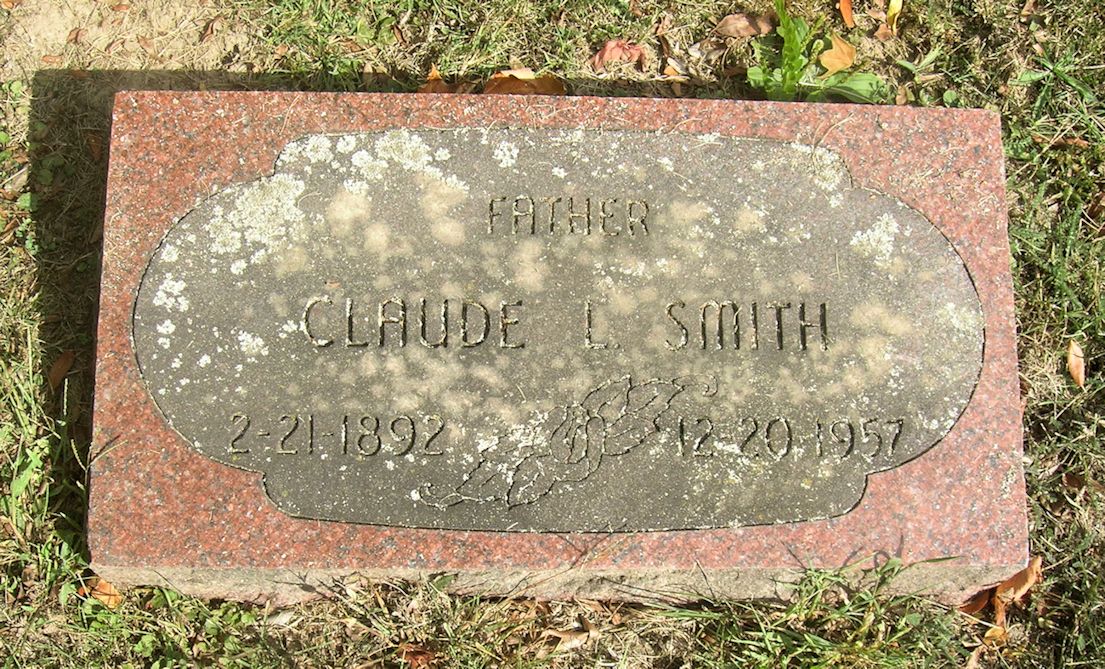 FATHER
CLAUDE L. SMITH
2-21-1892 12-20-1957